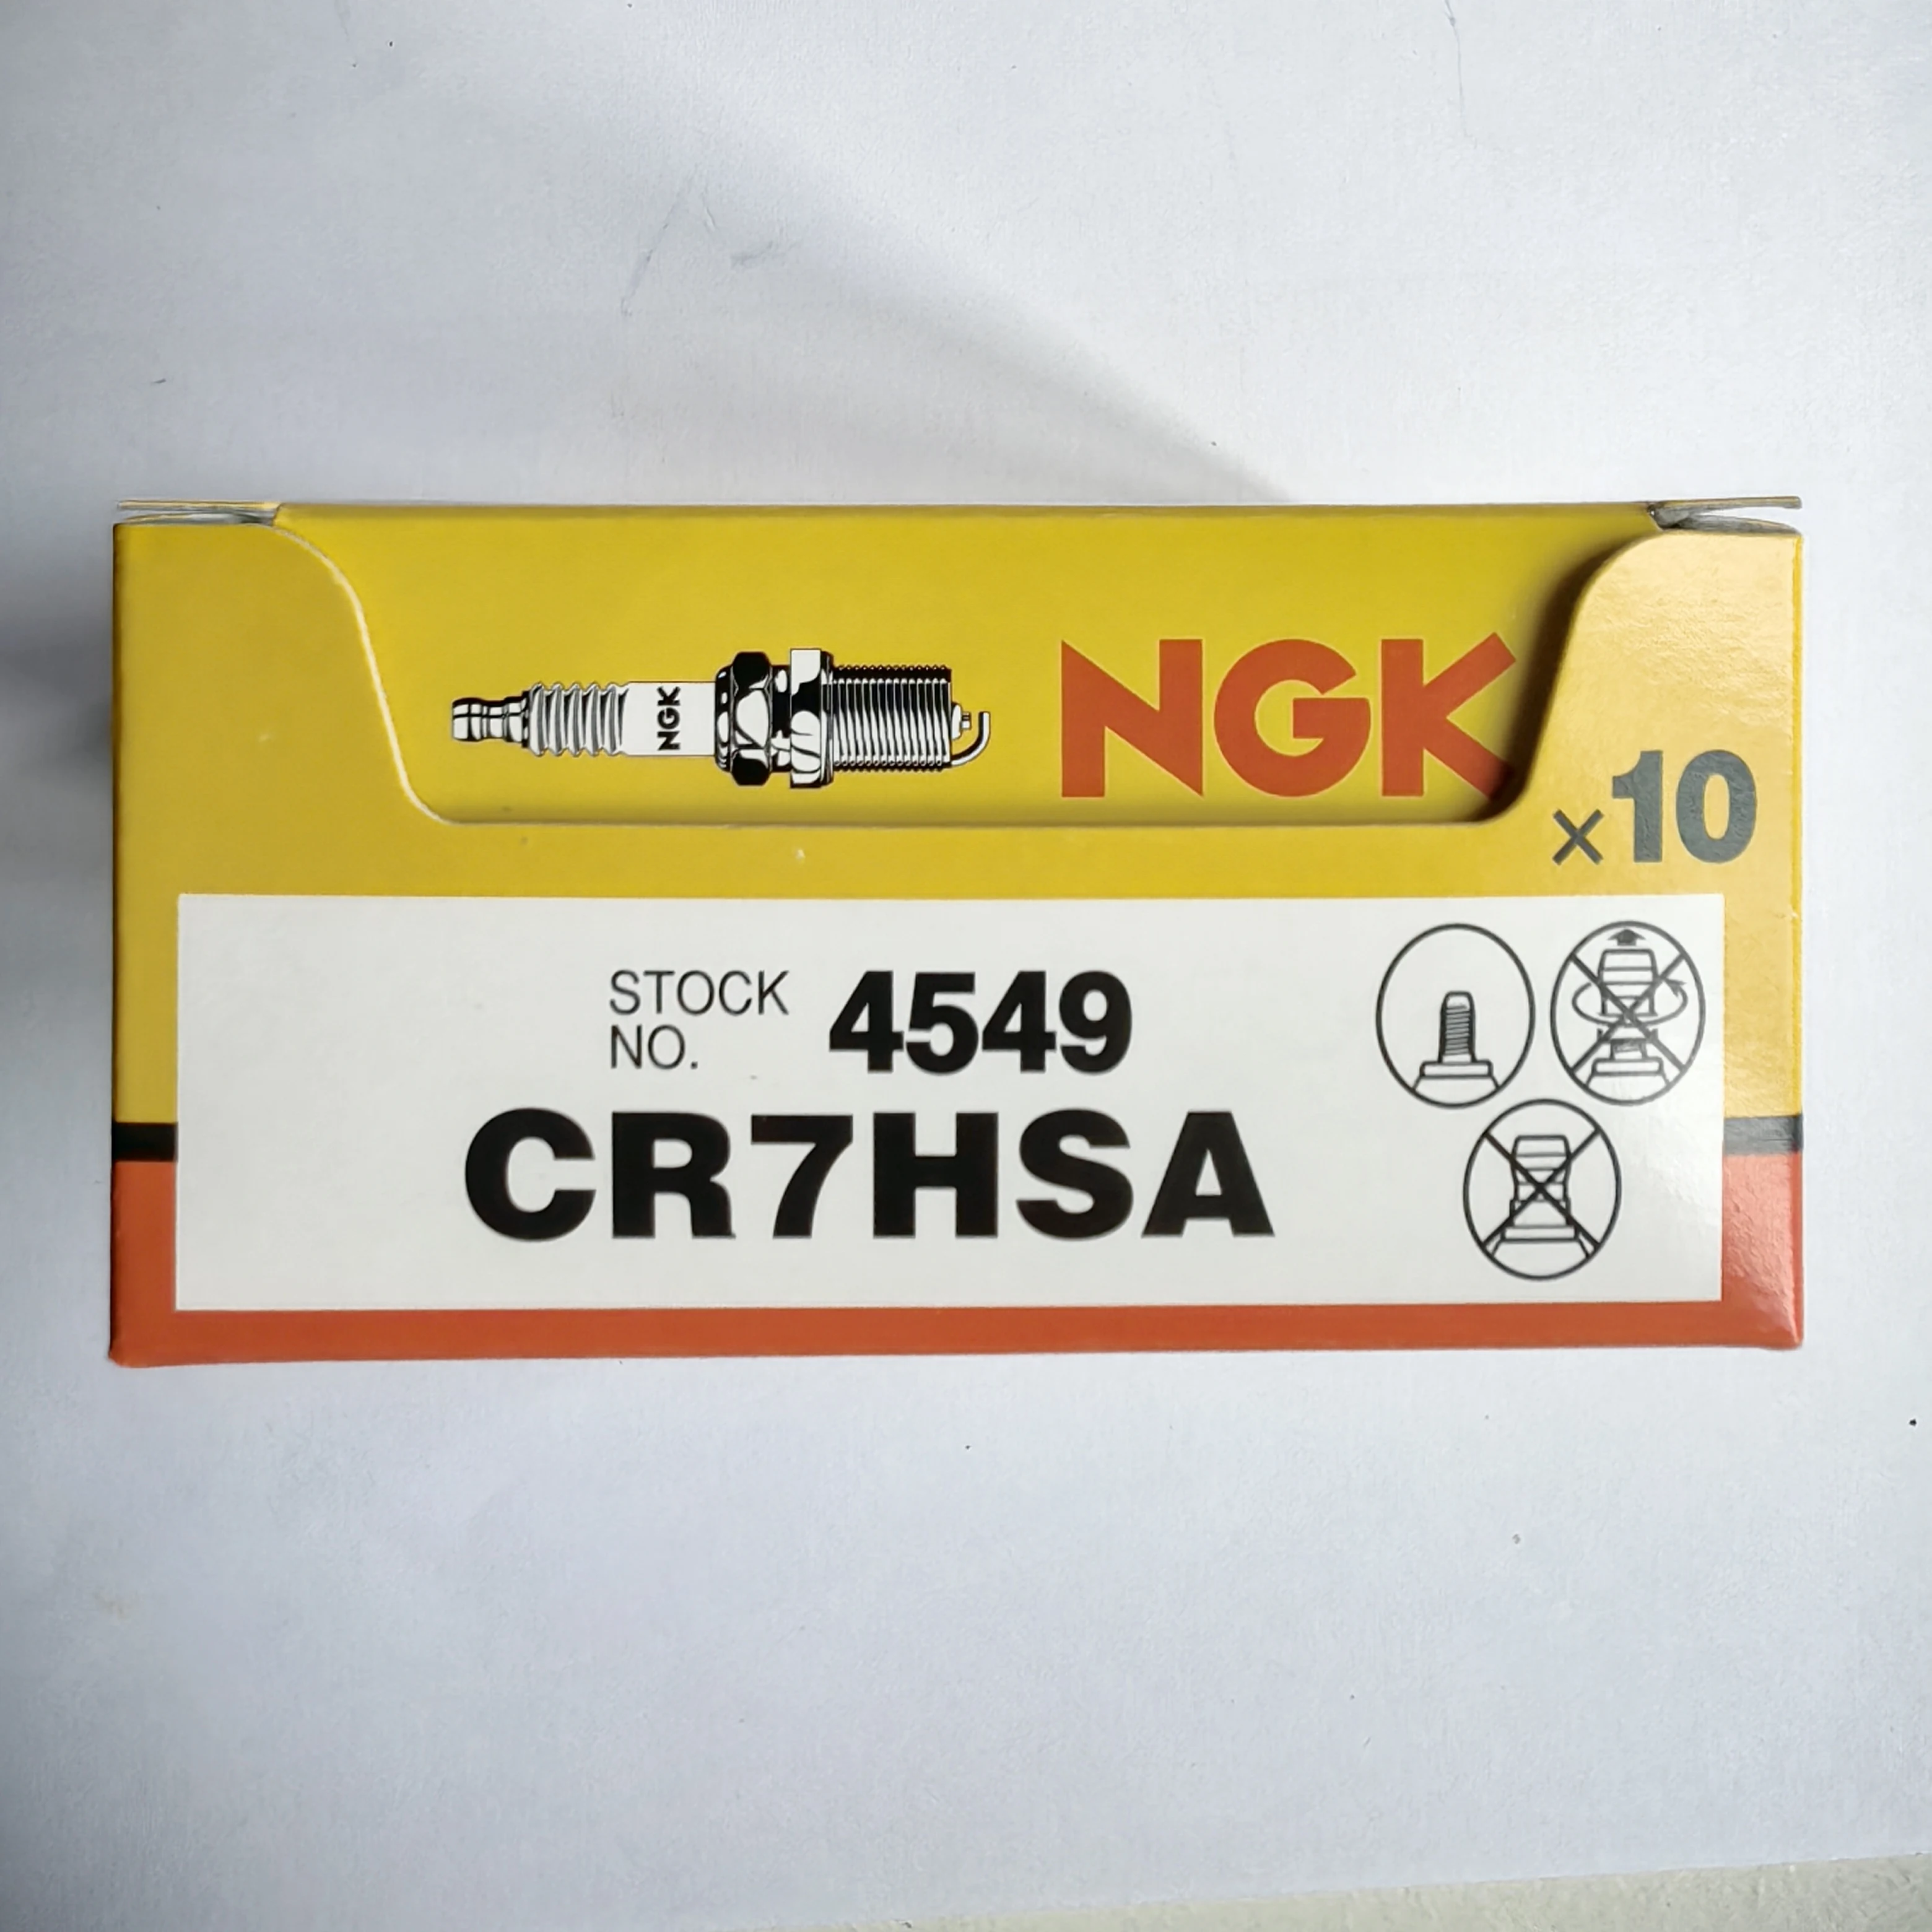 NGK
NGK
x10
STOCK NO. 4549
CR7HSA